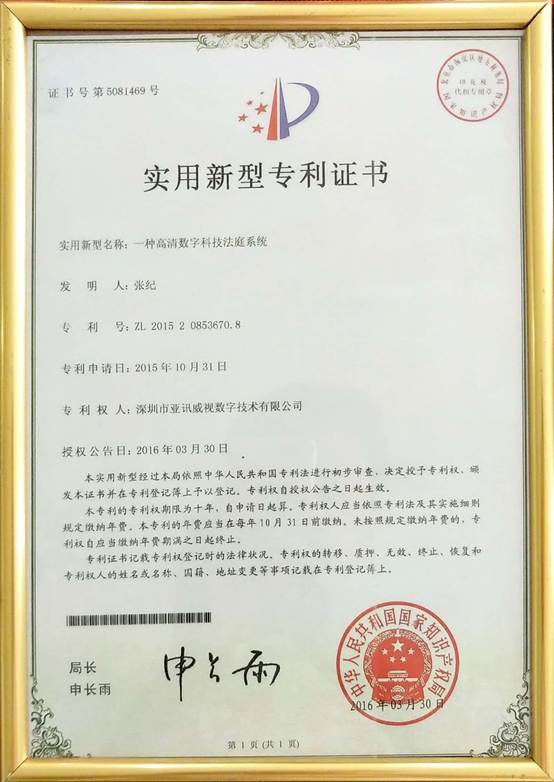 证书号第5081469号
实用新型专利证书
实用新型名称：一种高清数字科技法庭系统
发明人：张纪
专利号：ZL 2015 2 0853670.8
专利申请日：2015年10月31日
专利权人：深圳市亚讯威视数字技术有限公司
授权公告日：2016年03月30日
本实用新型经过本局依照中华人民共和国专利法进行初步审查，决定授予专利权，颁
发本证书并在专利登记簿上予以登记。专利权自授权公告之日起生效。
本专利的专利权期限为十年，自申请日起算。专利权人应当依照专利法及其实施细则
规定缴纳年费。本专利的年费应当在每年10月31日前缴纳。未按照规定缴纳年费的，专
利权自应当缴纳年费期满之日起终止。
专利证书记载专利权登记时的法律状况。专利权的转移、质押、无效、终止、恢复和
专利权人的姓名或名称、国籍、地址变更等事项记载在专利登记簿上。
局长
申长雨
申长雨
中华人民共和国国家知识产权局
2016年03月30日
第1页(共1页)